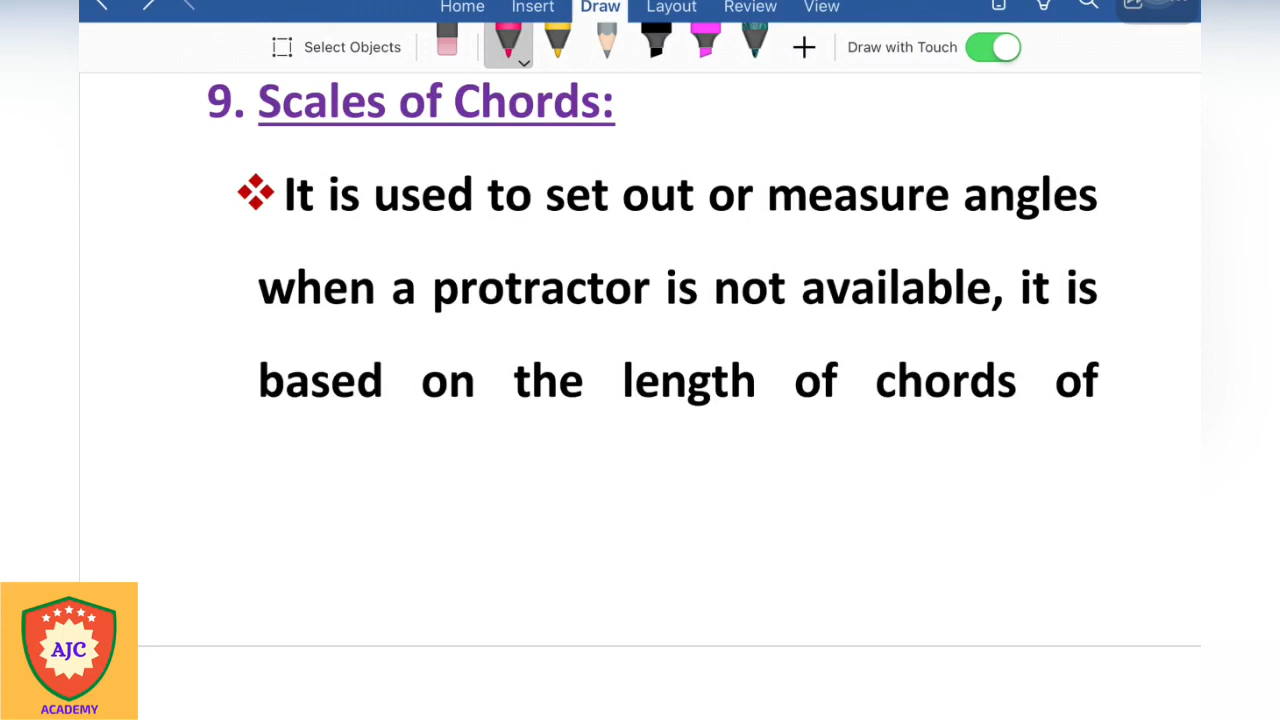 Home Insert Draw Layout Review View
Select Objects Draw with Touch
9. Scales of Chords:
It is used to set out or measure angles
when a protractor is not available, it is
based on the length of chords of
AJC
ACADEMY